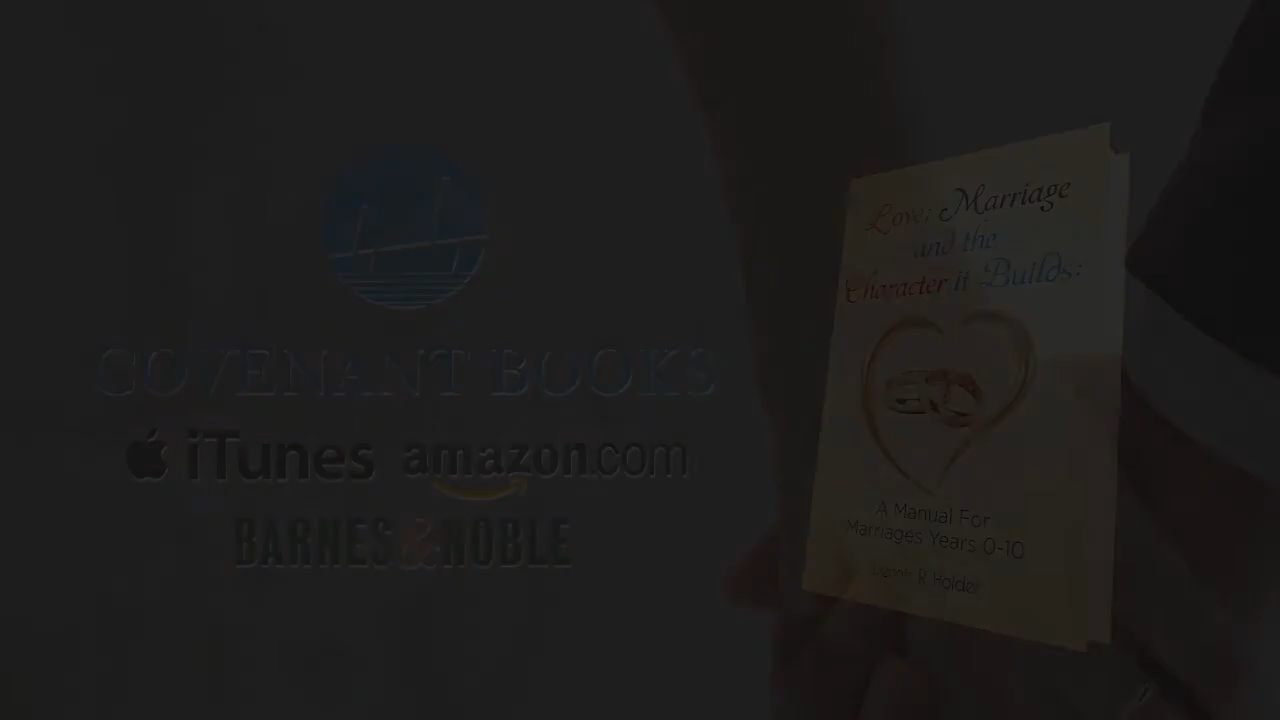 COVENANT BOOKS
iTunes amazon.com
BARNES & NOBLE
Love, Marriage
and the
Character it Builds:
A Manual For
Marriages Years 0-10
R. Holder